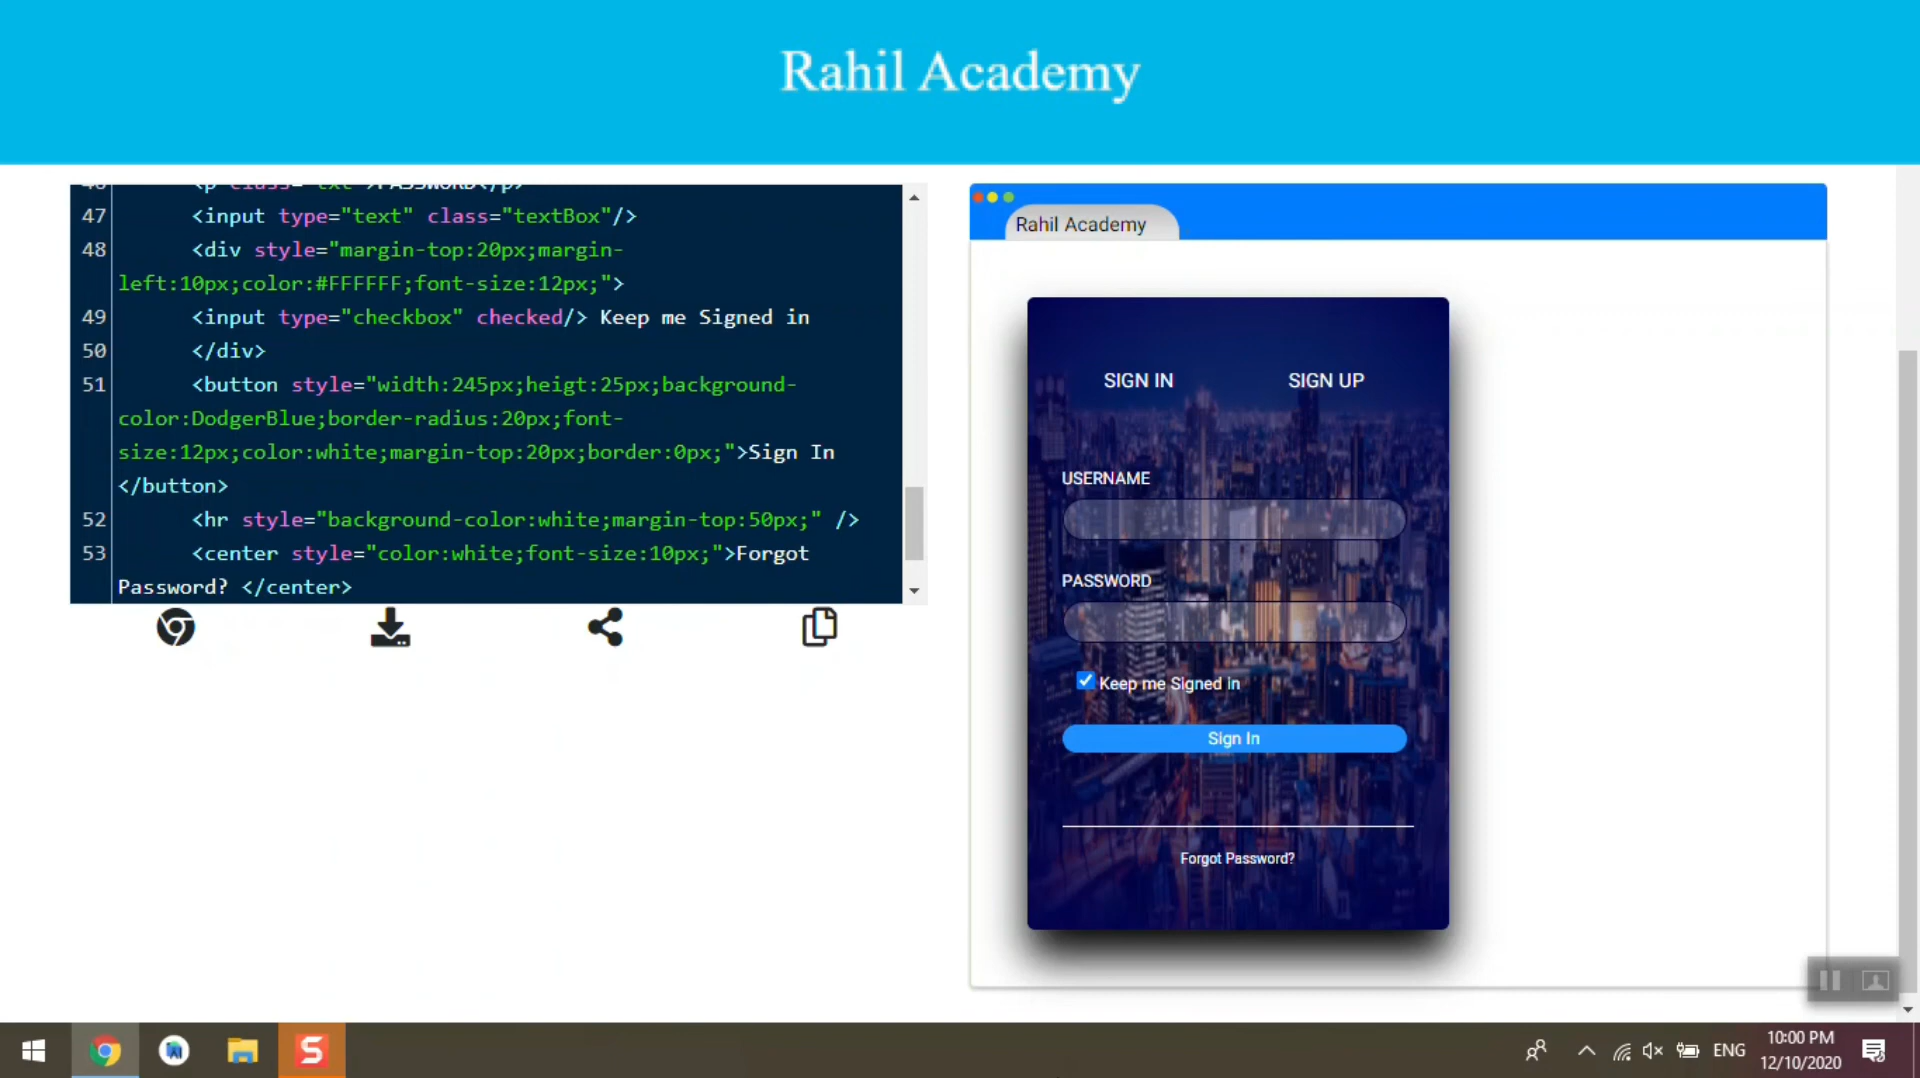 Rahil Academy
46 <p class="txt">PASSWORD</p>
47 <input type="text" class="textBox"/>
48 <div style="margin-top:20px;margin-
left:10px;color:#FFFFFF;font-size:12px;">
49 <input type="checkbox" checked/> Keep me Signed in
50 </div>
51 <button style="width:245px;heigt:25px;background-
color:DodgerBlue;border-radius:20px;font-
size:12px;color:white;margin-top:20px;border:0px;">Sign In
</button>
52 <hr style="background-color:white;margin-top:50px;" />
53 <center style="color:white;font-size:10px;">Forgot
Password? </center>
Rahil Academy
SIGN IN SIGN UP
USERNAME
PASSWORD
Keep me Signed in
Sign In
Forgot Password?
S
ENG
10:00 PM
12/10/2020